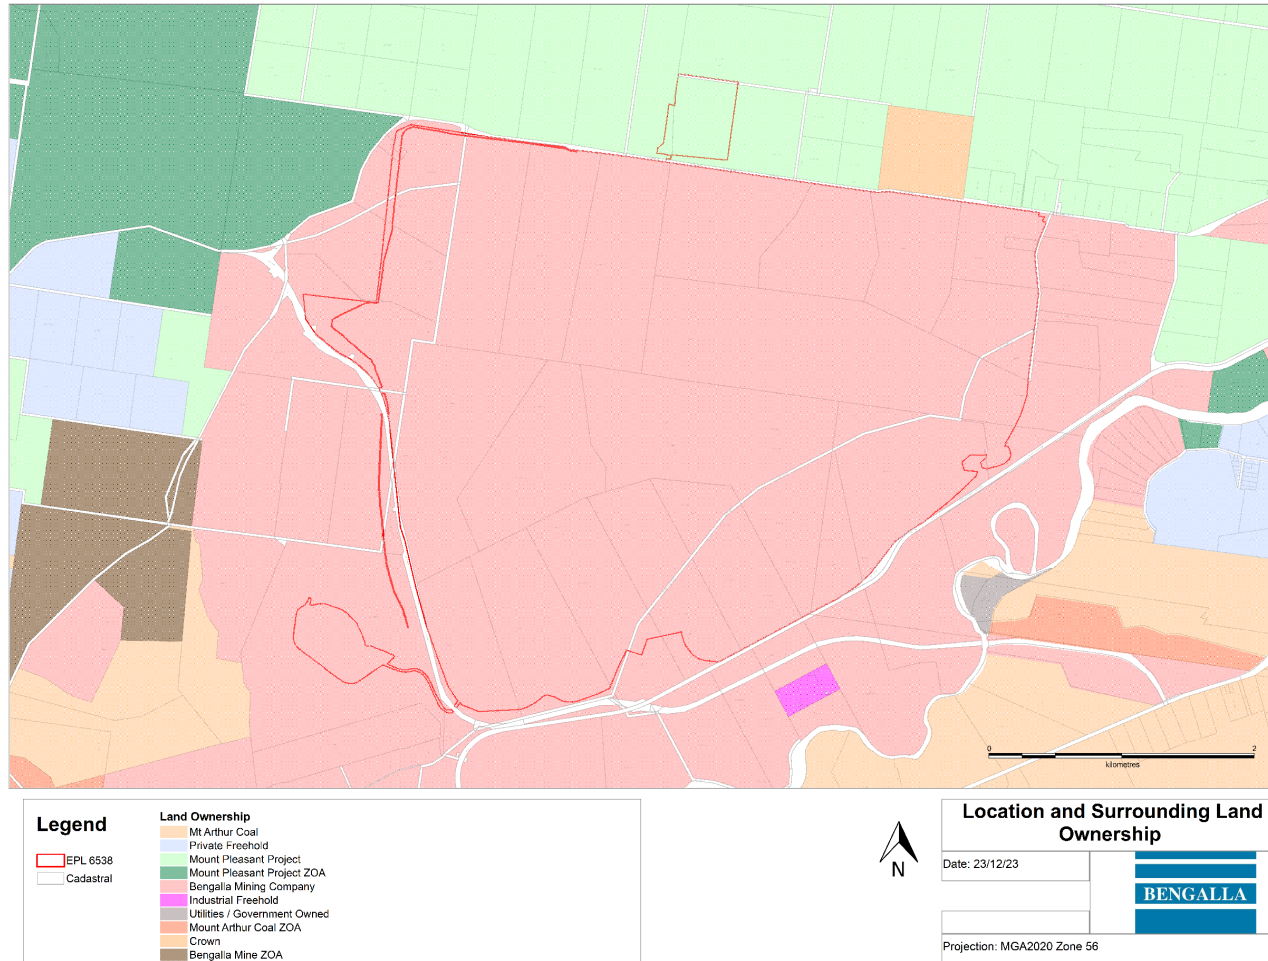 0 2
kilometres
Legend
EPL 6538
Cadastral
Land Ownership
Mt Arthur Coal
Private Freehold
Mount Pleasant Project
Mount Pleasant Project ZOA
Bengalla Mining Company
Industrial Freehold
Utilities / Government Owned
Mount Arthur Coal ZOA
Crown
Bengalla Mine ZOA
N
Location and Surrounding Land
Ownership
Date: 23/12/23
BENGALLA
Projection: MGA2020 Zone 56